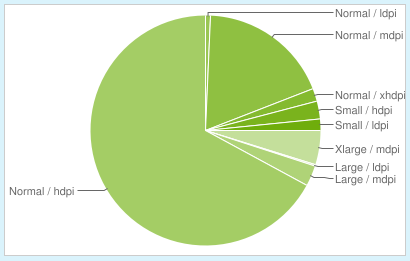 Normal / ldpi
Normal / mdpi
Normal / xhdpi
Small / hdpi
Small / ldpi
Xlarge / mdpi
Large / ldpi
Large / mdpi
Normal / hdpi